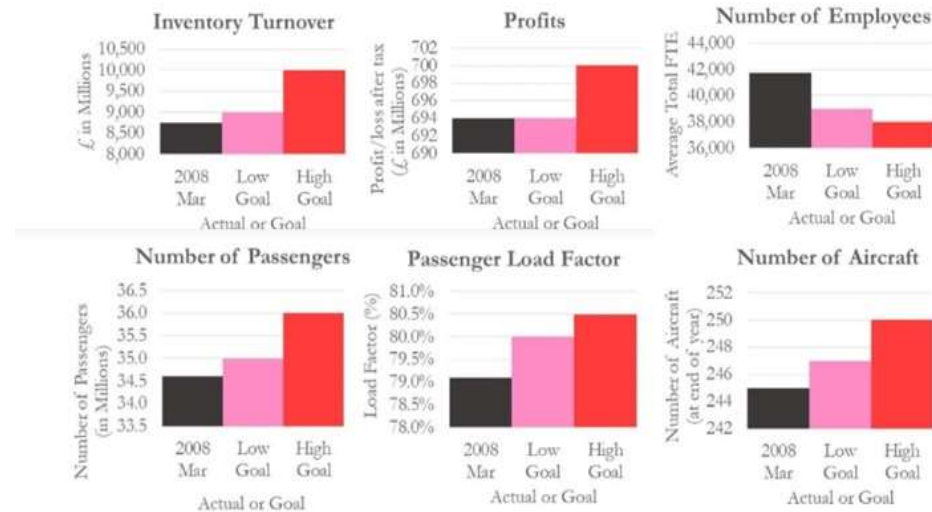 Inventory Turnover
£ in Millions
10,500
10,000
9,500
9,000
8,500
8,000
2008 Mar
Low Goal
High Goal
Actual or Goal
Profits
Profit/loss after tax
(£ in Millions)
702
700
698
696
694
692
690
2008 Mar
Low Goal
High Goal
Actual or Goal
Number of Employees
Average Total FTE
44,000
42,000
40,000
38,000
36,000
2008 Mar
Low Goal
High Goal
Actual or Goal
Number of Passengers
Number of Passengers
(in Millions)
36.5
36.0
35.5
35.0
34.5
34.0
33.5
2008 Mar
Low Goal
High Goal
Actual or Goal
Passenger Load Factor
Load Factor (%)
81.0%
80.5%
80.0%
79.5%
79.0%
78.5%
78.0%
2008 Mar
Low Goal
High Goal
Actual or Goal
Number of Aircraft
Number of Aircraft
(at end of year)
252
250
248
246
244
242
2008 Mar
Low Goal
High Goal
Actual or Goal